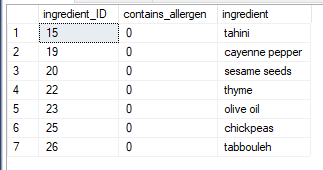 ingredient_ID contains_allergen ingredient
1 15 0 tahini
2 19 0 cayenne pepper
3 20 0 sesame seeds
4 22 0 thyme
5 23 0 olive oil
6 25 0 chickpeas
7 26 0 tabbouleh